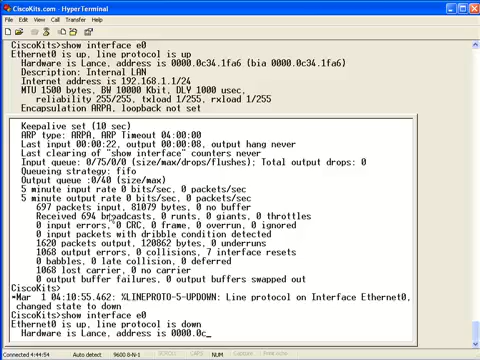 CiscoKits.com - HyperTerminal
File Edit View Call Transfer Help
CiscoKits>show interface e0
Ethernet0 is up, line protocol is up
Hardware is Lance, address is 0000.0c34.1fa6 (bia 0000.0c34.1fa6)
Description: Internal LAN
Internet address is 192.168.1.1/24
MTU 1500 bytes, BW 10000 Kbit, DLY 1000 usec,
reliability 255/255, txload 1/255, rxload 1/255
Encapsulation ARPA, loopback not set
Keepalive set (10 sec)
ARP type: ARPA, ARP Timeout 04:00:00
Last input 00:00:22, output 00:00:08, output hang never
Last clearing of "show interface" counters never
Input queue: 0/75/0/0 (size/max/drops/flushes); Total output drops: 0
Queueing strategy: fifo
Output queue :0/40 (size/max)
5 minute input rate 0 bits/sec, 0 packets/sec
5 minute output rate 0 bits/sec, 0 packets/sec
697 packets input, 81079 bytes, 0 no buffer
Received 694 broadcasts, 0 runts, 0 giants, 0 throttles
0 input errors, 0 CRC, 0 frame, 0 overrun, 0 ignored
0 input packets with dribble condition detected
1620 packets output, 120862 bytes, 0 underruns
1068 output errors, 0 collisions, 7 interface resets
0 babbles, 0 late collision, 0 deferred
1068 lost carrier, 0 no carrier
0 output buffer failures, 0 output buffers swapped out
CiscoKits>
*Mar 1 04:10:55.462: %LINEPROTO-5-UPDOWN: Line protocol on Interface Ethernet0,
changed state to down
CiscoKits>show interface e0
Ethernet0 is up, line protocol is down
Hardware is Lance, address is 0000.0c
Connected 4:44:54 Auto detect 9600 8-N-1 SCROLL CAPS NUM Capture Print echo